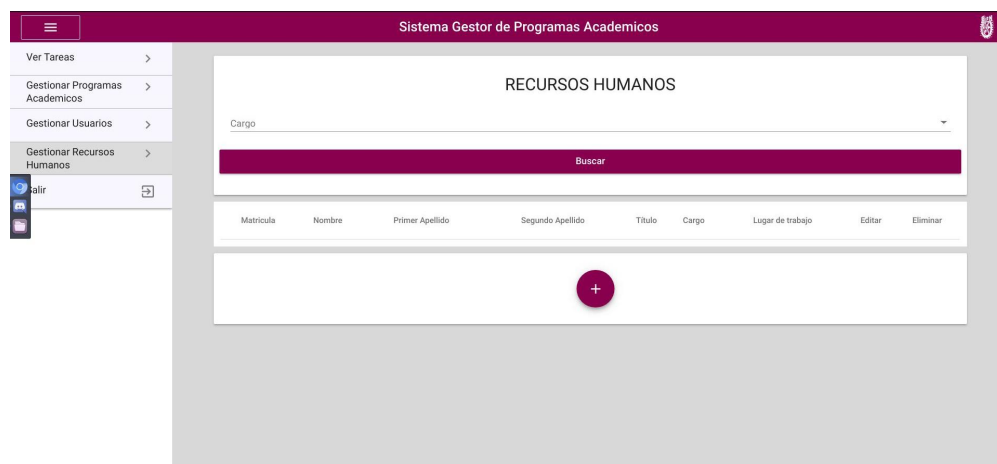 Sistema Gestor de Programas Academicos
Ver Tareas
Gestionar Programas
Academicos
Gestionar Usuarios
Gestionar Recursos
Humanos
alir
RECURSOS HUMANOS
Cargo
Buscar
Matricula Nombre Primer Apellido Segundo Apellido Título Cargo Lugar de trabajo Editar Eliminar
+